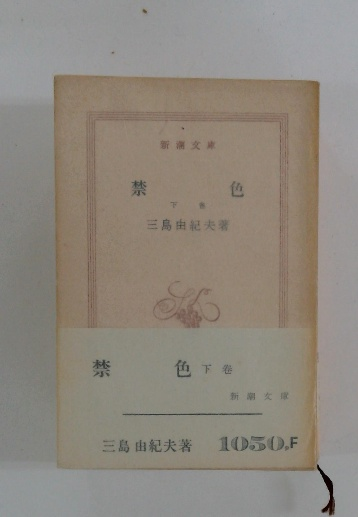 新潮文庫
禁色
下巻
三島由紀夫著
禁色 下巻
新潮文庫
三島由紀夫著 1050.F